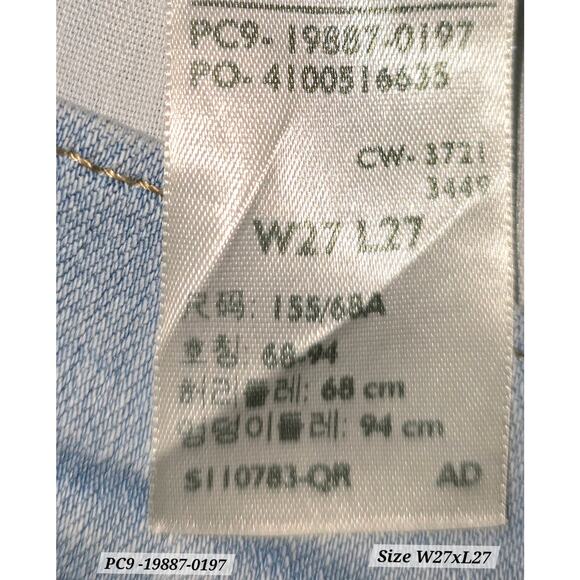 PC9- 19887-0197
PO- 4100516635
CW- 3721
3449
W27 L27
尺码: 155/68A
호칭: 68-94
허리둘레: 68 cm
엉덩이둘레: 94 cm
S110783-QR AD
PC9 -19887-0197
Size W27xL27